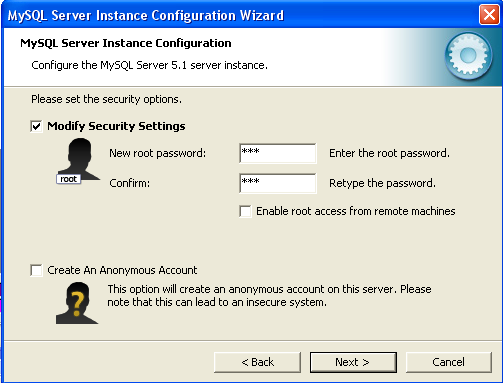 MySQL Server Instance Configuration Wizard
MySQL Server Instance Configuration
Configure the MySQL Server 5.1 server instance.
Please set the security options.
Modify Security Settings
New root password: *** Enter the root password.
root
Confirm: *** Retype the password.
Enable root access from remote machines
Create An Anonymous Account
This option will create an anonymous account on this server. Please
note that this can lead to an insecure system.
< Back Next > Cancel